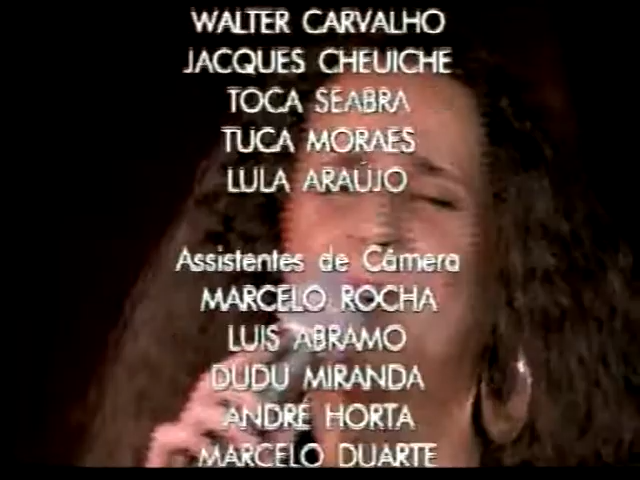 WALTER CARVALHO
JACQUES CHEUICHE
TOCA SEABRA
TUCA MORAES
LULA ARAÚJO
Assistentes de Câmera
MARCELO ROCHA
LUIS ABRAMO
DUDU MIRANDA
ANDRÉ HORTA
MARCELO DUARTE